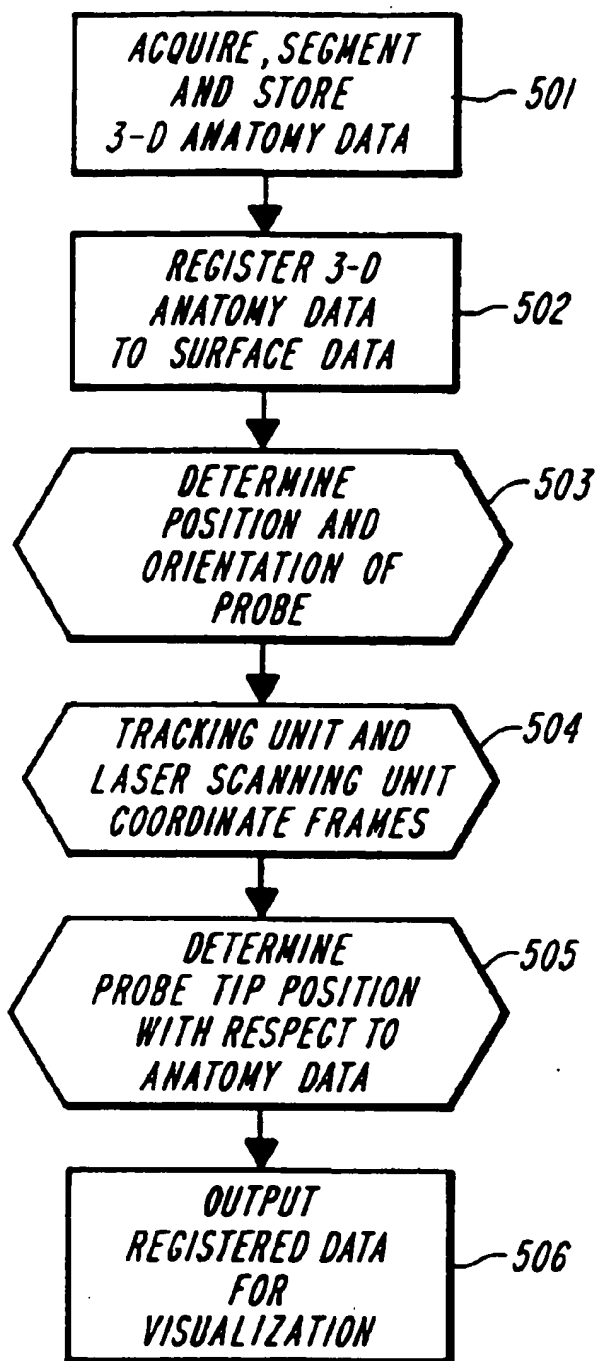 ACQUIRE, SEGMENT
AND STORE
3-D ANATOMY DATA
501
REGISTER 3-D
ANATOMY DATA
TO SURFACE DATA
502
DETERMINE
POSITION AND
ORIENTATION OF
PROBE
503
TRACKING UNIT AND
LASER SCANNING UNIT
COORDINATE FRAMES
504
DETERMINE
PROBE TIP POSITION
WITH RESPECT TO
ANATOMY DATA
505
OUTPUT
REGISTERED DATA
FOR
VISUALIZATION
506